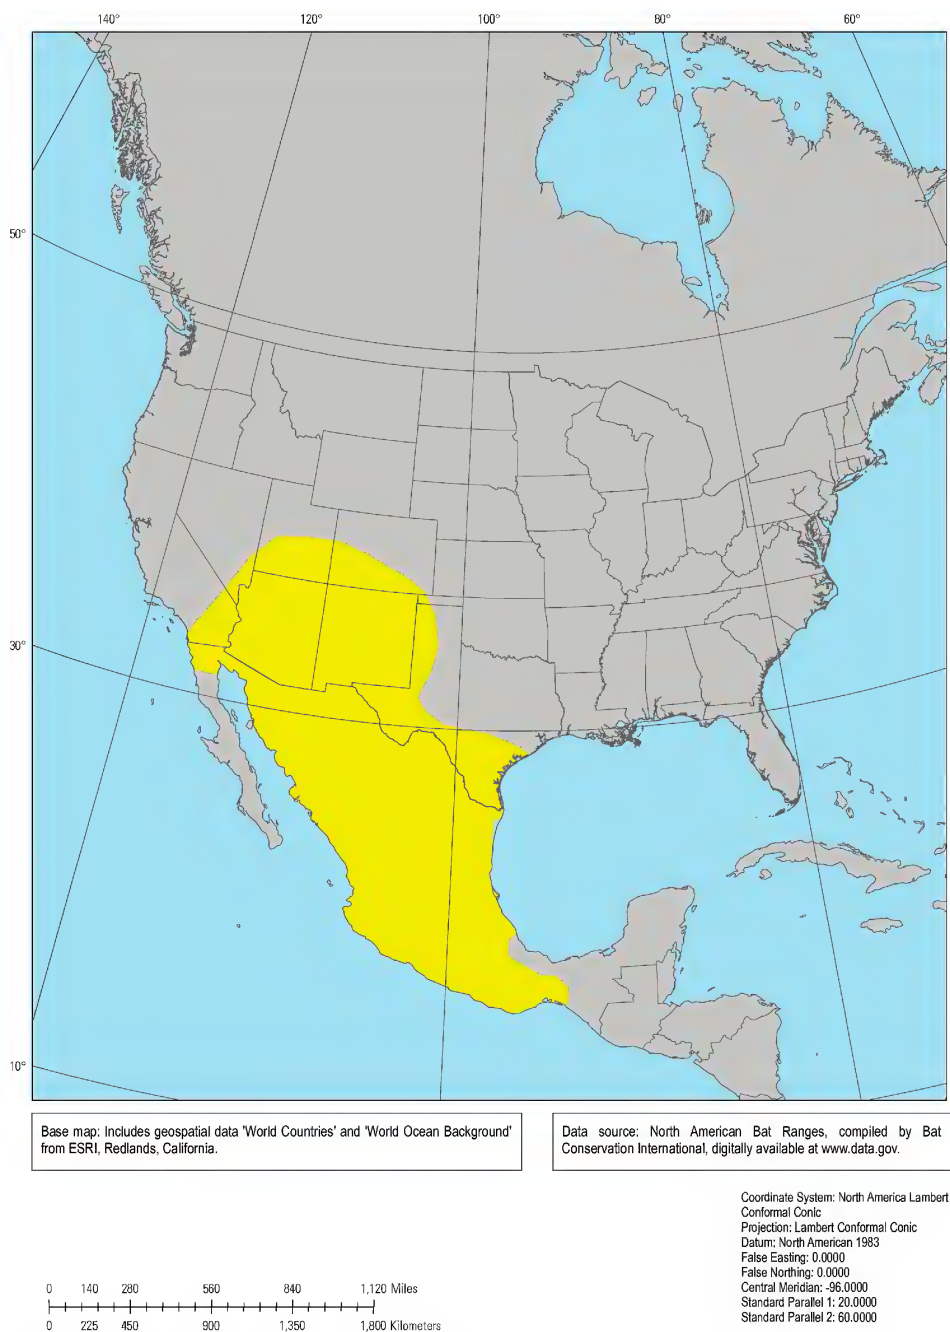 140° 120° 100° 80° 60°
50°
30°
10°
Base map: Includes geospatial data 'World Countries' and 'World Ocean Background'
from ESRI, Redlands, California.
Data source: North American Bat Ranges, compiled by Bat
Conservation International, digitally available at www.data.gov.
Coordinate System: North America Lambert
Conformal Conic
Projection: Lambert Conformal Conic
Datum: North American 1983
False Easting: 0.0000
False Northing: 0.0000
Central Meridian: -96.0000
Standard Parallel 1: 20.0000
Standard Parallel 2: 60.0000
0 140 280 560 840 1,120 Miles
0 225 450 900 1,350 1,800 Kilometers